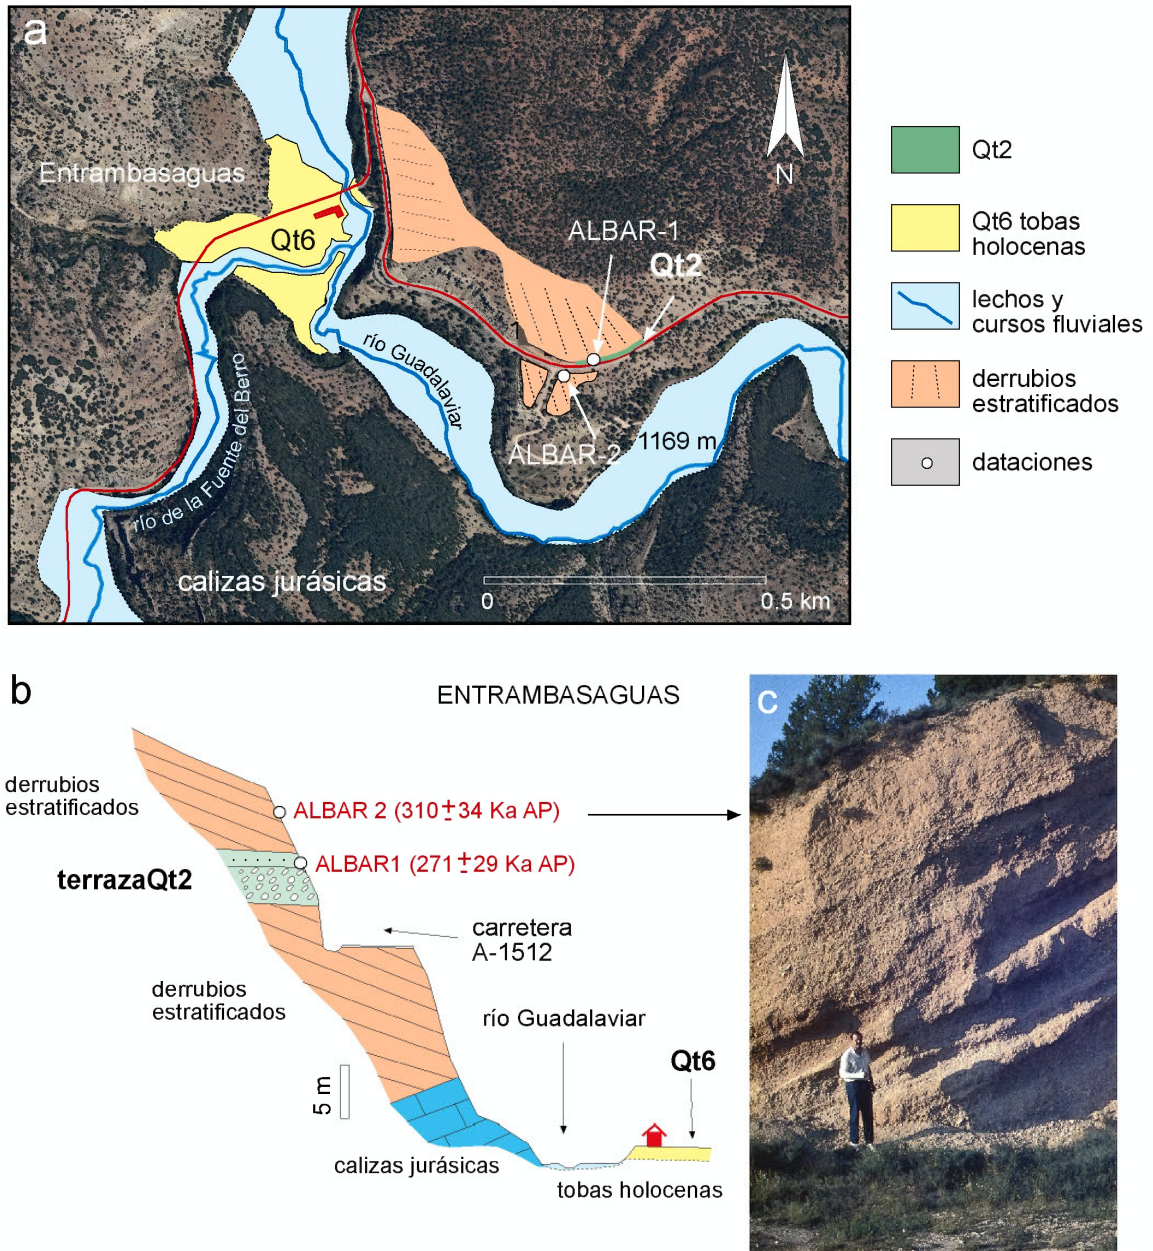 a
Entrambasaguas
Qt6
N
ALBAR-1
Qt2
1
río Guadalaviar
río de la Fuente del Berro
ALBAR-2
1169 m
calizas jurásicas
0
0.5 km
Qt2
Qt6 tobas
holocenas
lechos y
cursos fluviales
derrubios
estratificados
dataciones
b
ENTRAMBASAGUAS
derrubios
estratificados
ALBAR 2 (310±34 Ka AP)
ALBAR1 (271±29 Ka AP)
terrazaQt2
carretera
A-1512
derrubios
estratificados
río Guadalaviar
Qt6
5 m
calizas jurásicas
tobas holocenas
c